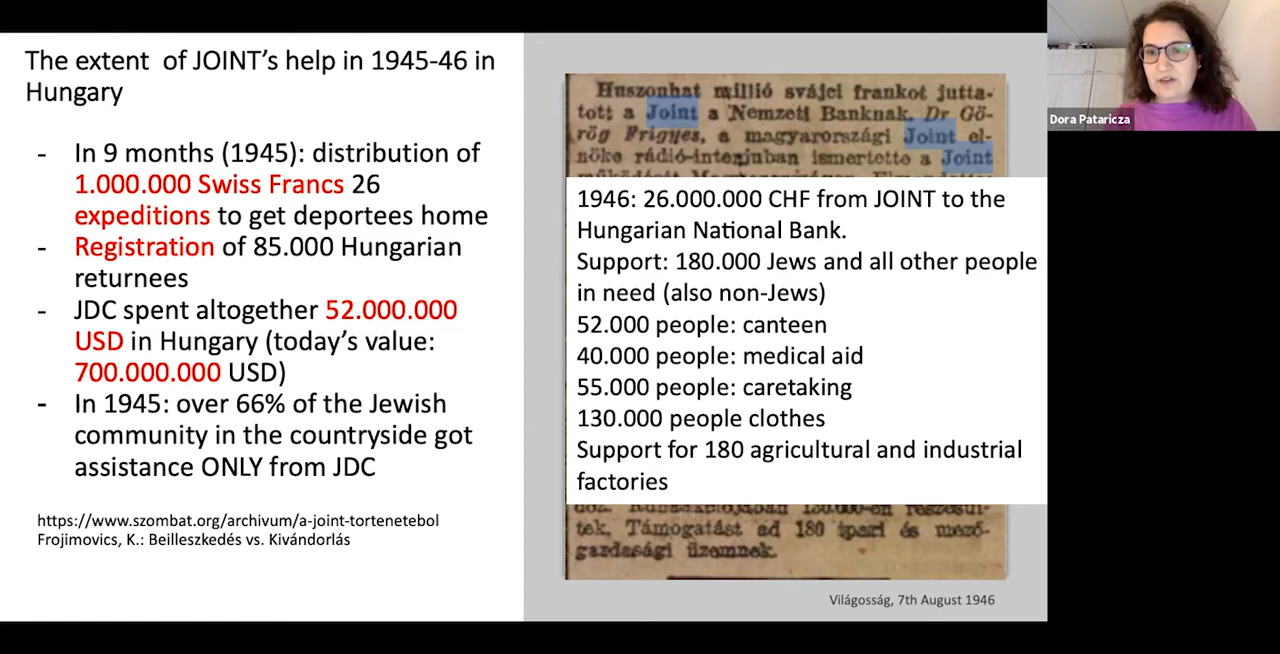 The extent of JOINT's help in 1945-46 in
Hungary
- In 9 months (1945): distribution of
1.000.000 Swiss Francs 26
expeditions to get deportees home
- Registration of 85.000 Hungarian
returnees
- JDC spent altogether 52.000.000
USD in Hungary (today's value:
700.000.000 USD)
- In 1945: over 66% of the Jewish
community in the countryside got
assistance ONLY from JDC
https://www.szombat.org/archivum/a-joint-tortenetebol
Frojimovics, K.: Beilleszkedés vs. Kivándorlás
Huszonhat millió svájci frankot jutta-
tott a Joint a Nemzeti Banknak. Dr Gö-
rög Frigyes, a magyarországi Joint el-
nöke rádió-interjuban ismertette a Joint
1946: 26.000.000 CHF from JOINT to the
Hungarian National Bank.
Support: 180.000 Jews and all other people
in need (also non-Jews)
52.000 people: canteen
40.000 people: medical aid
55.000 people: caretaking
130.000 people clothes
Support for 180 agricultural and industrial
factories
tek. Támogatást ad 180 ipari és mező-
gazdasági üzemnek.
Világosság, 7th August 1946
Dora Pataricza